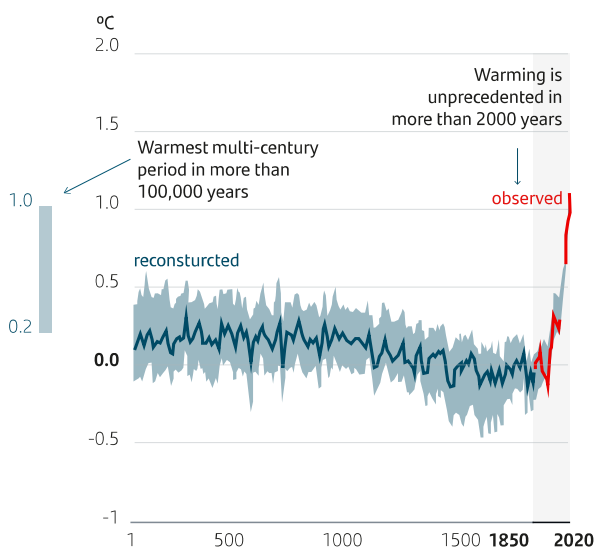 ºC
2.0
Warming is
unprecedented in
more than 2000 years
1.5
Warmest multi-century
period in more than
100,000 years
1.0
1.0
observed
reconsturcted
0.5
0.2
0.0
-0.5
-1
1 500 1000 1500 1850 2020